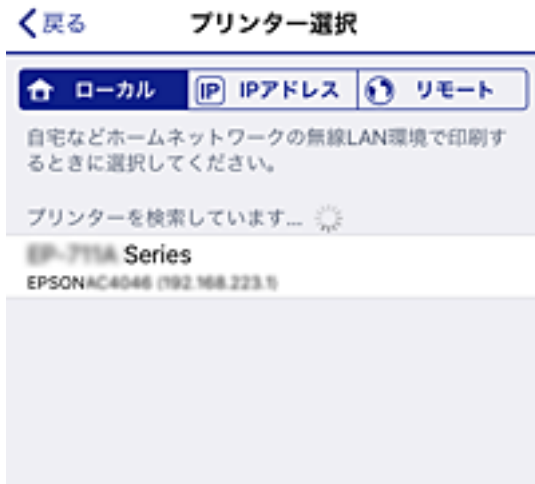 戻る プリンター選択
ローカル IP IPアドレス リモート
自宅などホームネットワークの無線LAN環境で印刷す
るときに選択してください。
プリンターを検索しています...
Series
EPSON